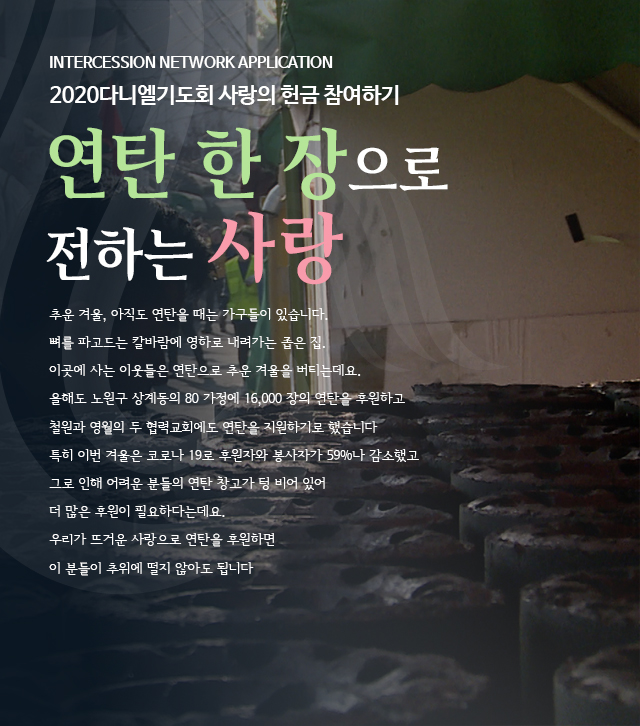 INTERCESSION NETWORK APPLICATION
2020다니엘기도회 사랑의 헌금 참여하기
연탄 한 장으로
전하는 사랑
추운 겨울, 아직도 연탄을 때는 가구들이 있습니다.
뼈를 파고드는 칼바람에 영하로 내려가는 좁은 집.
이곳에 사는 이웃들은 연탄으로 추운 겨울을 버티는데요.
올해도 노원구 상계동의 80 가정에 16,000 장의 연탄을 후원하고
철원과 영월의 두 협력교회에도 연탄을 지원하기로 했습니다
특히 이번 겨울은 코로나 19로 후원자와 봉사자가 59%나 감소했고
그로 인해 어려운 분들의 연탄 창고가 텅 비어 있어
더 많은 후원이 필요하다는데요.
우리가 뜨거운 사랑으로 연탄을 후원하면
이 분들이 추위에 떨지 않아도 됩니다